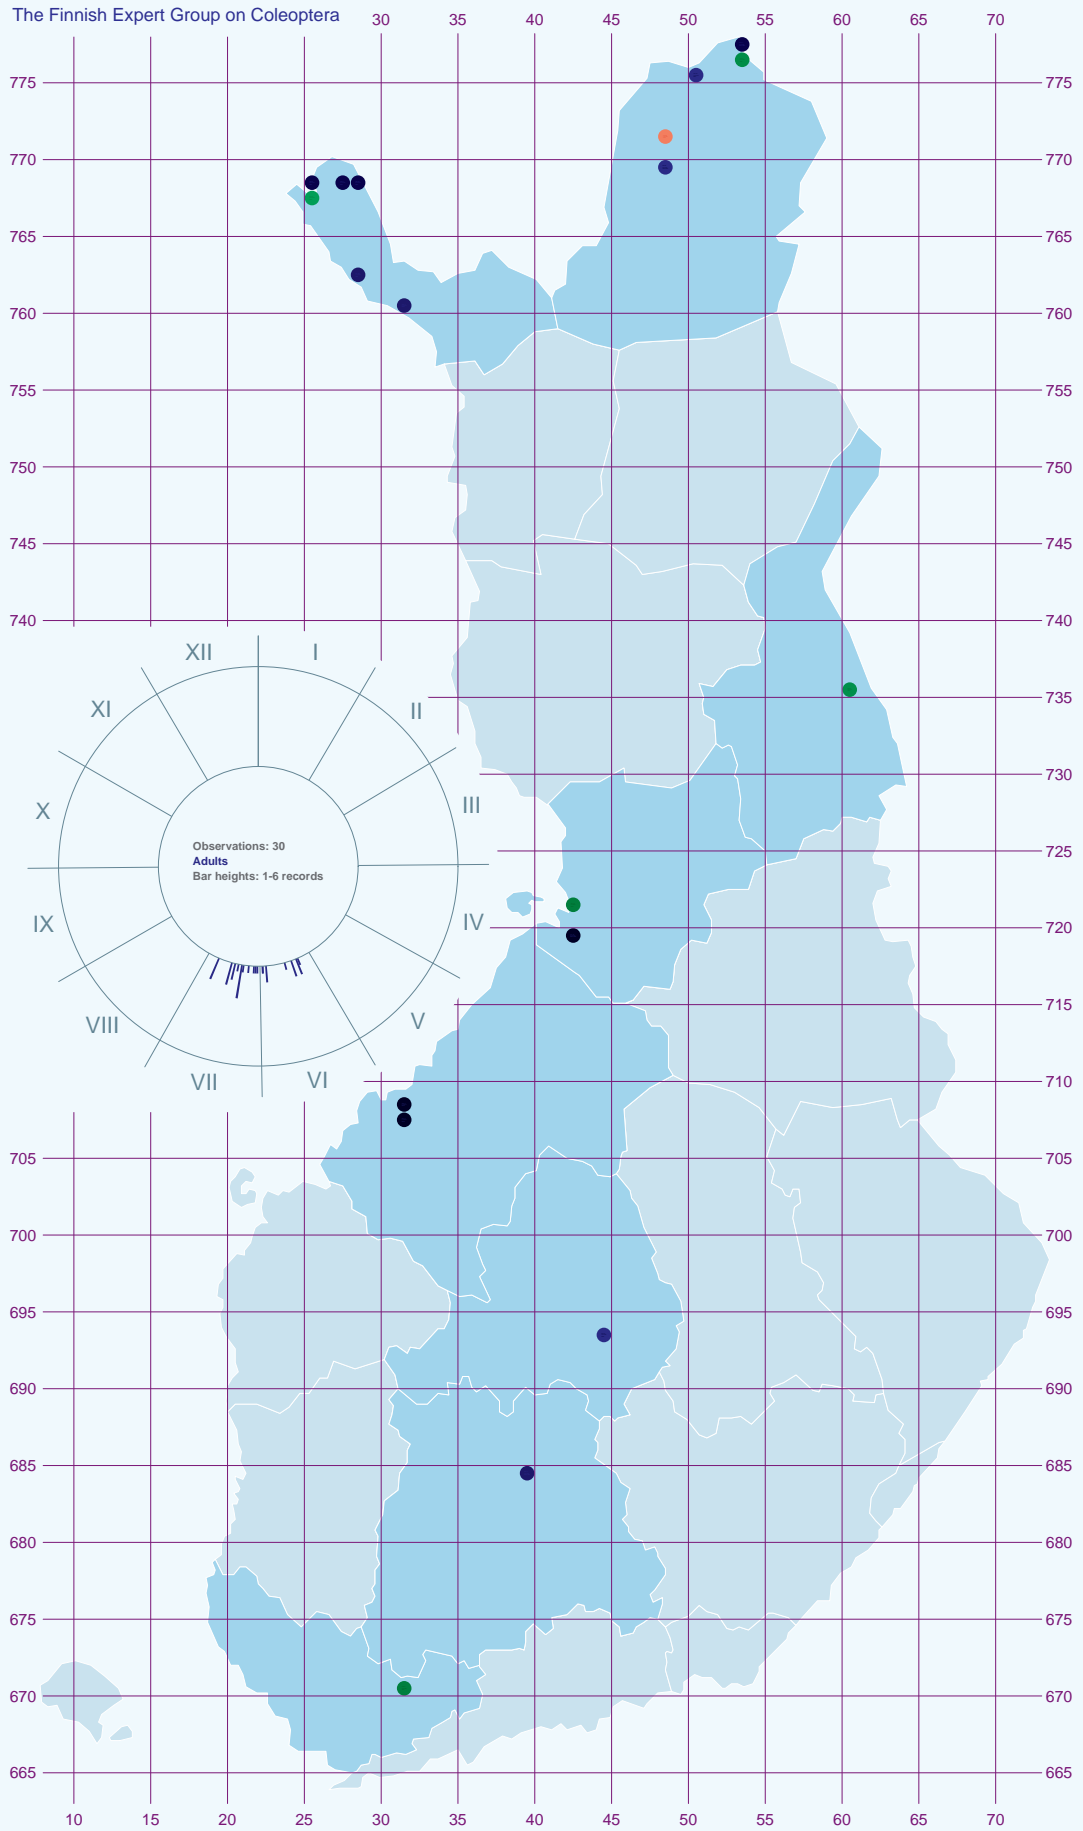 The Finnish Expert Group on Coleoptera
30 40 45 50 55 60 65 70
775 775
770 770
765 765
760 760
755 755
750 750
745 745
740 740
XII I
XI II
735
730
X III
Observations: 30
Adults
Bar heights: 1-6 records
725
IX IV
720
715
VIII V
VII VI
710
705 705
700 700
695 695
690 690
685 685
680 680
675 675
670 670
665 665
10 15 20 25 30 35 40 45 50 55 60 65 70